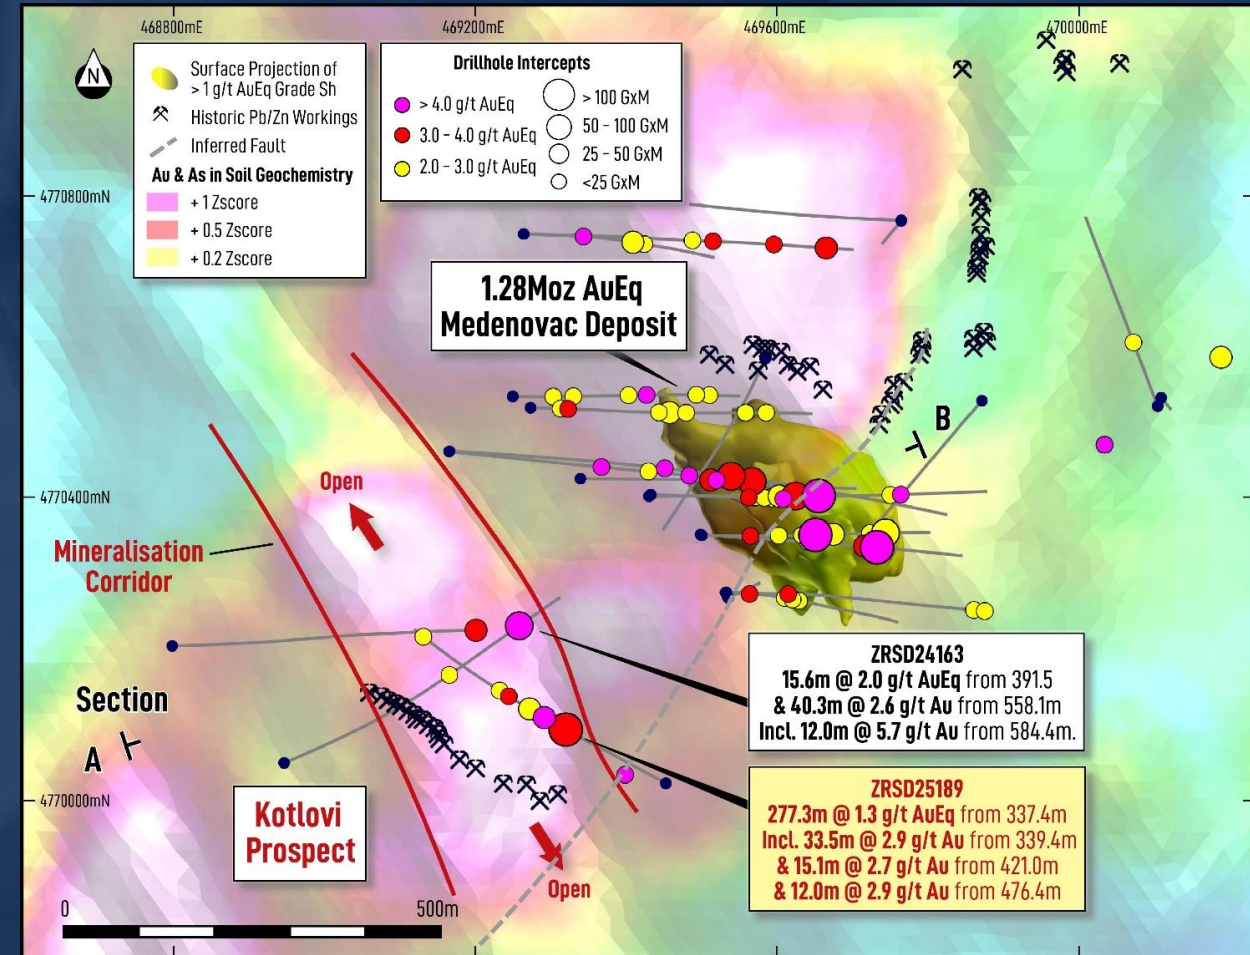 468800mE
469200mE
469600mE
470000mE
N
Surface Projection of
> 1 g/t AuEq Grade Sh
Historic Pb/Zn Workings
Inferred Fault
Au & As in Soil Geochemistry
+ 1 Zscore
+ 0.5 Zscore
+ 0.2 Zscore
Drillhole Intercepts
> 4.0 g/t AuEq
3.0 - 4.0 g/t AuEq
2.0 - 3.0 g/t AuEq
> 100 GxM
50 - 100 GxM
25 - 50 GxM
<25 GxM
4770800mN
1.28Moz AuEq
Medenovac Deposit
B
4770400mN
Open
Mineralisation
Corridor
Section
A
ZRSD24163
15.6m @ 2.0 g/t AuEq from 391.5
& 40.3m @ 2.6 g/t Au from 558.1m
Incl. 12.0m @ 5.7 g/t Au from 584.4m.
4770000mN
Kotlovi
Prospect
ZRSD25189
277.3m @ 1.3 g/t AuEq from 337.4m
Incl. 33.5m @ 2.9 g/t Au from 339.4m
& 15.1m @ 2.7 g/t Au from 421.0m
& 12.0m @ 2.9 g/t Au from 476.4m
Open
0
500m